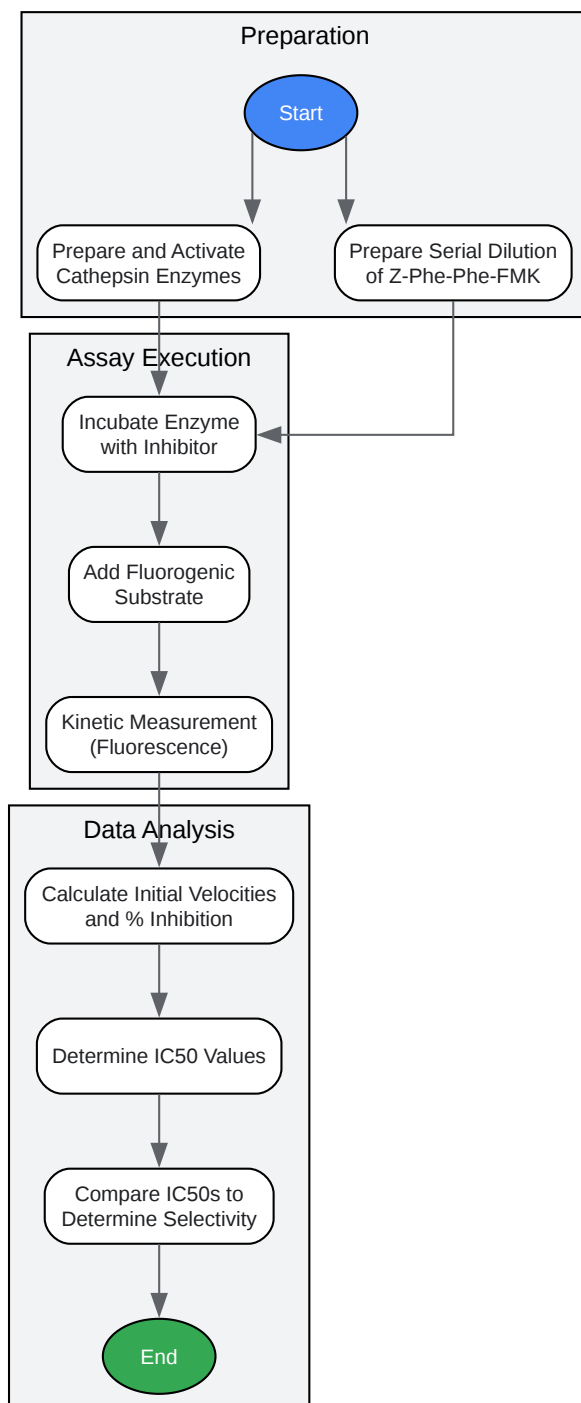 Preparation
Start
Prepare and Activate
Cathepsin Enzymes
Prepare Serial Dilution
of Z-Phe-Phe-FMK
Assay Execution
Incubate Enzyme
with Inhibitor
Add Fluorogenic
Substrate
Kinetic Measurement
(Fluorescence)
Data Analysis
Calculate Initial Velocities
and % Inhibition
Determine IC50 Values
Compare IC50s to
Determine Selectivity
End